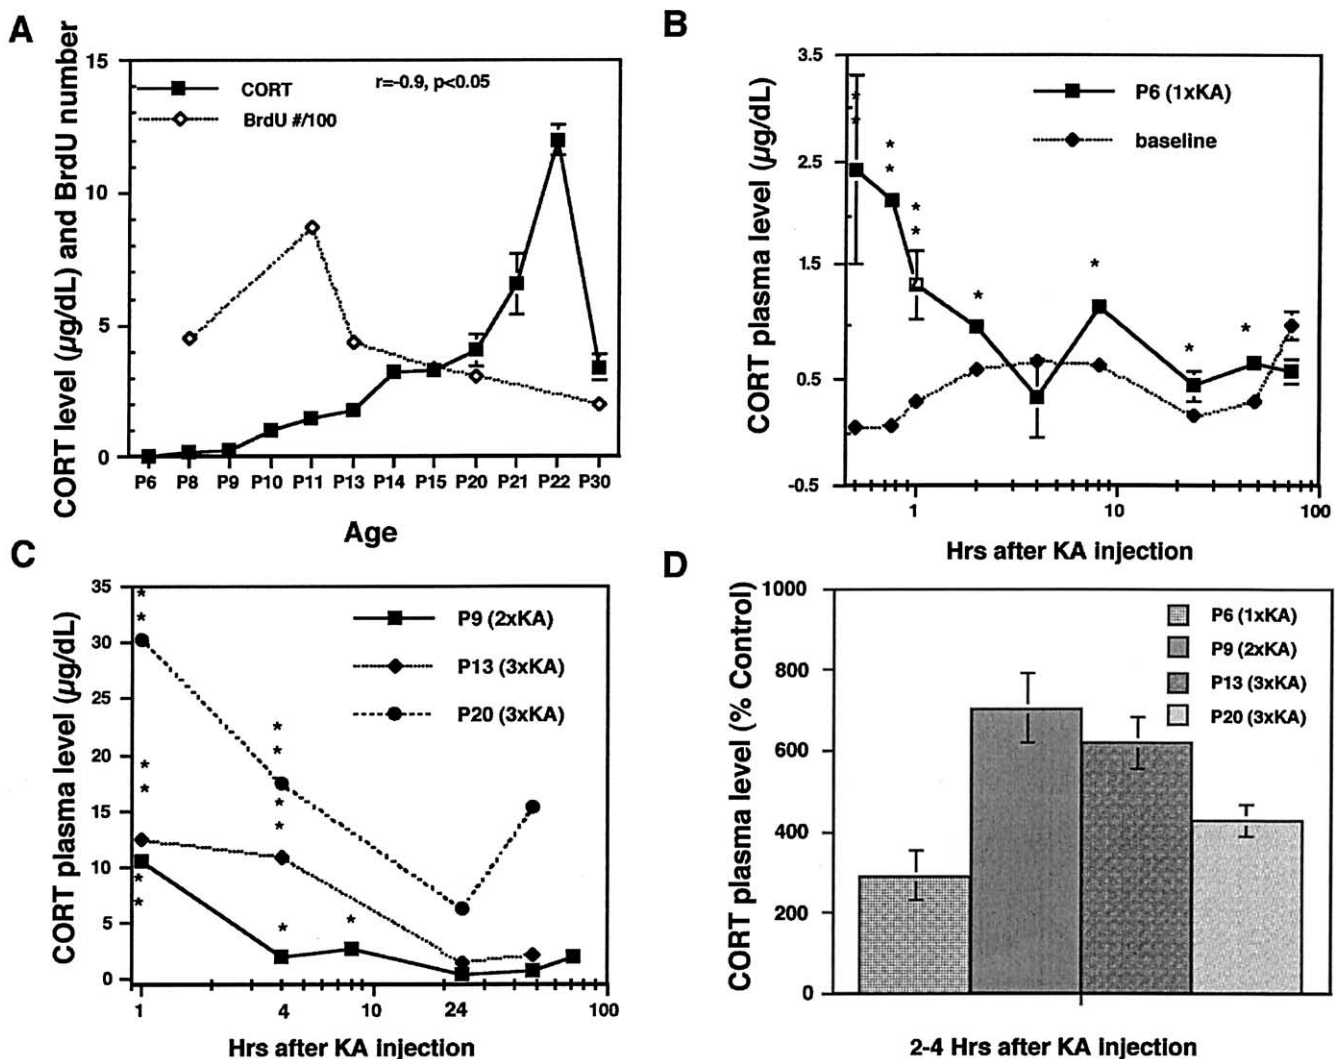 A
CORT level (µg/dL) and BrdU number
15
10
5
0
CORT
BrdU #/100
r=-0.9, p<0.05
P6 P8 P9 P10 P11 P13 P14 P15 P20 P21 P22 P30
Age
B
CORT plasma level (µg/dL)
3.5
2.5
1.5
0.5
-0.5
P6 (1xKA)
baseline
* * * * * * * * * *
1 10 100
Hrs after KA injection
C
CORT plasma level (µg/dL)
35
30
25
20
15
10
5
0
P9 (2xKA)
P13 (3xKA)
P20 (3xKA)
* * * * * * * * * * * *
1 4 10 24 100
Hrs after KA injection
D
CORT plasma level (% Control)
1000
800
600
400
200
0
P6 (1xKA)
P9 (2xKA)
P13 (3xKA)
P20 (3xKA)
2-4 Hrs after KA injection